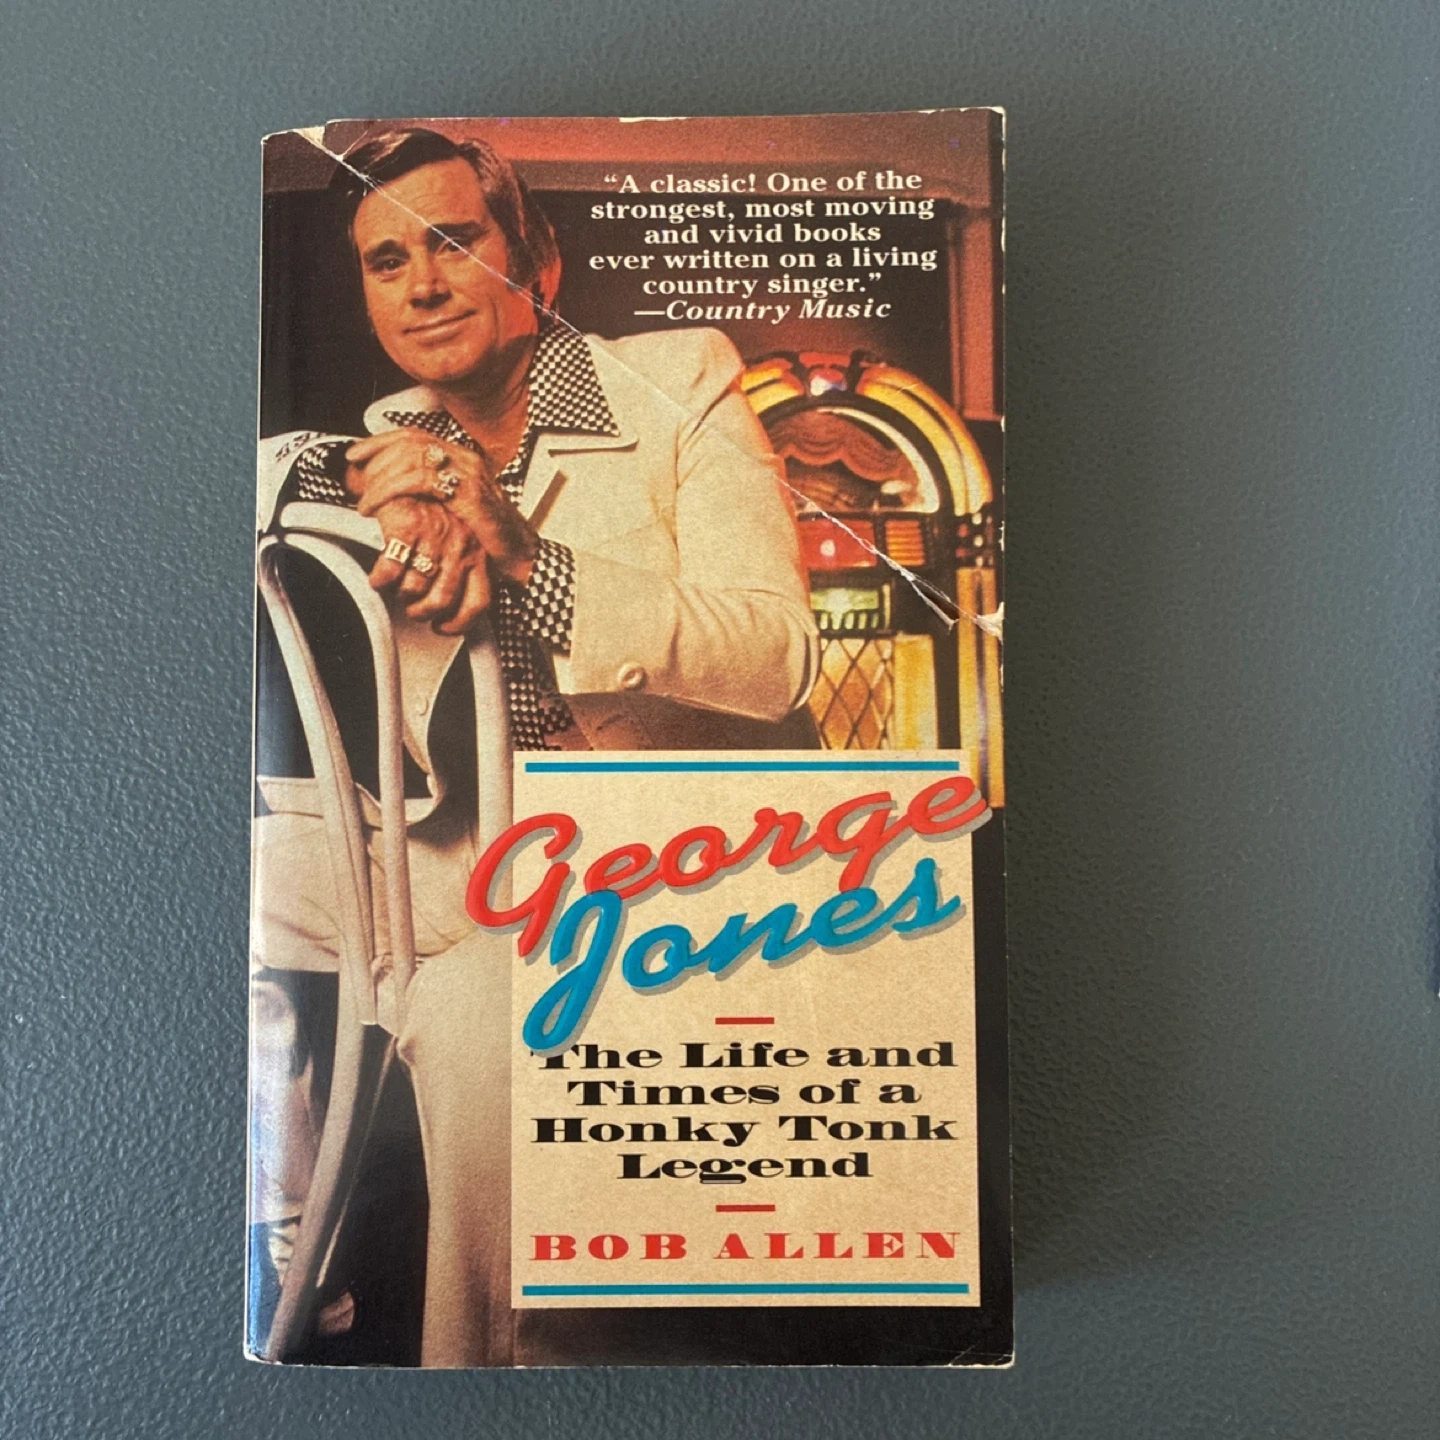 “A classic! One of the
strongest, most moving
and vivid books
ever written on a living
country singer.”
—Country Music
George
Jones
The Life and
Times of a
Honky Tonk
Legend
BOB ALLEN